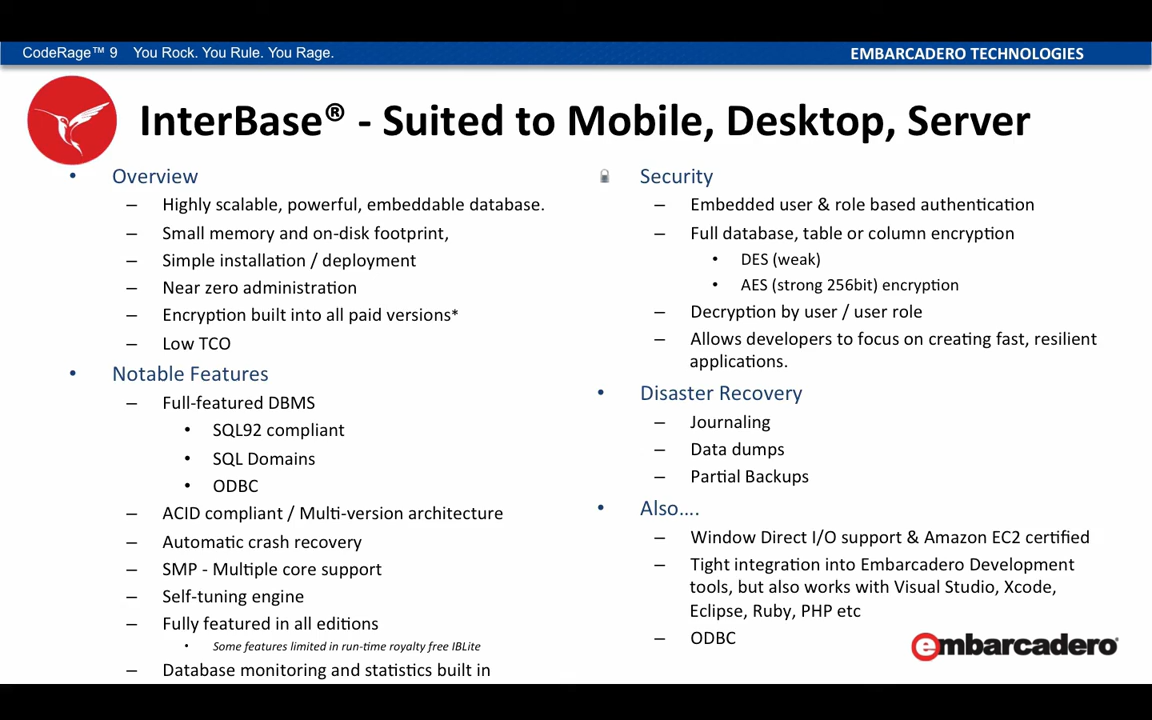 CodeRage™ 9 You Rock. You Rule. You Rage.
EMBARCADERO TECHNOLOGIES
InterBase® - Suited to Mobile, Desktop, Server
• Overview
– Highly scalable, powerful, embeddable database.
– Small memory and on-disk footprint,
– Simple installation / deployment
– Near zero administration
– Encryption built into all paid versions*
– Low TCO
• Notable Features
– Full-featured DBMS
• SQL92 compliant
• SQL Domains
• ODBC
– ACID compliant / Multi-version architecture
– Automatic crash recovery
– SMP - Multiple core support
– Self-tuning engine
– Fully featured in all editions
• Some features limited in run-time royalty free IBLite
– Database monitoring and statistics built in
Security
– Embedded user & role based authentication
– Full database, table or column encryption
• DES (weak)
• AES (strong 256bit) encryption
– Decryption by user / user role
– Allows developers to focus on creating fast, resilient
applications.
• Disaster Recovery
– Journaling
– Data dumps
– Partial Backups
• Also….
– Window Direct I/O support & Amazon EC2 certified
– Tight integration into Embarcadero Development
tools, but also works with Visual Studio, Xcode,
Eclipse, Ruby, PHP etc
– ODBC
embarcadero®